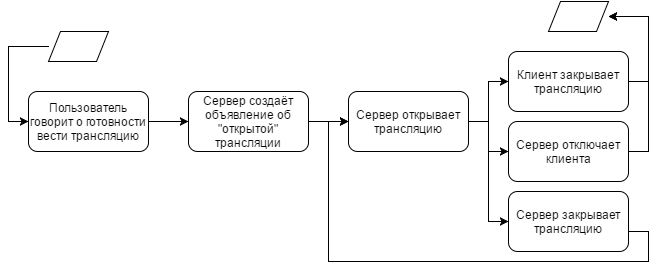 Пользователь
говорит о готовности
вести трансляцию
Сервер создаёт
объявление об
"открытой"
трансляции
Сервер открывает
трансляцию
Клиент закрывает
трансляцию
Сервер отключает
клиента
Сервер закрывает
трансляцию